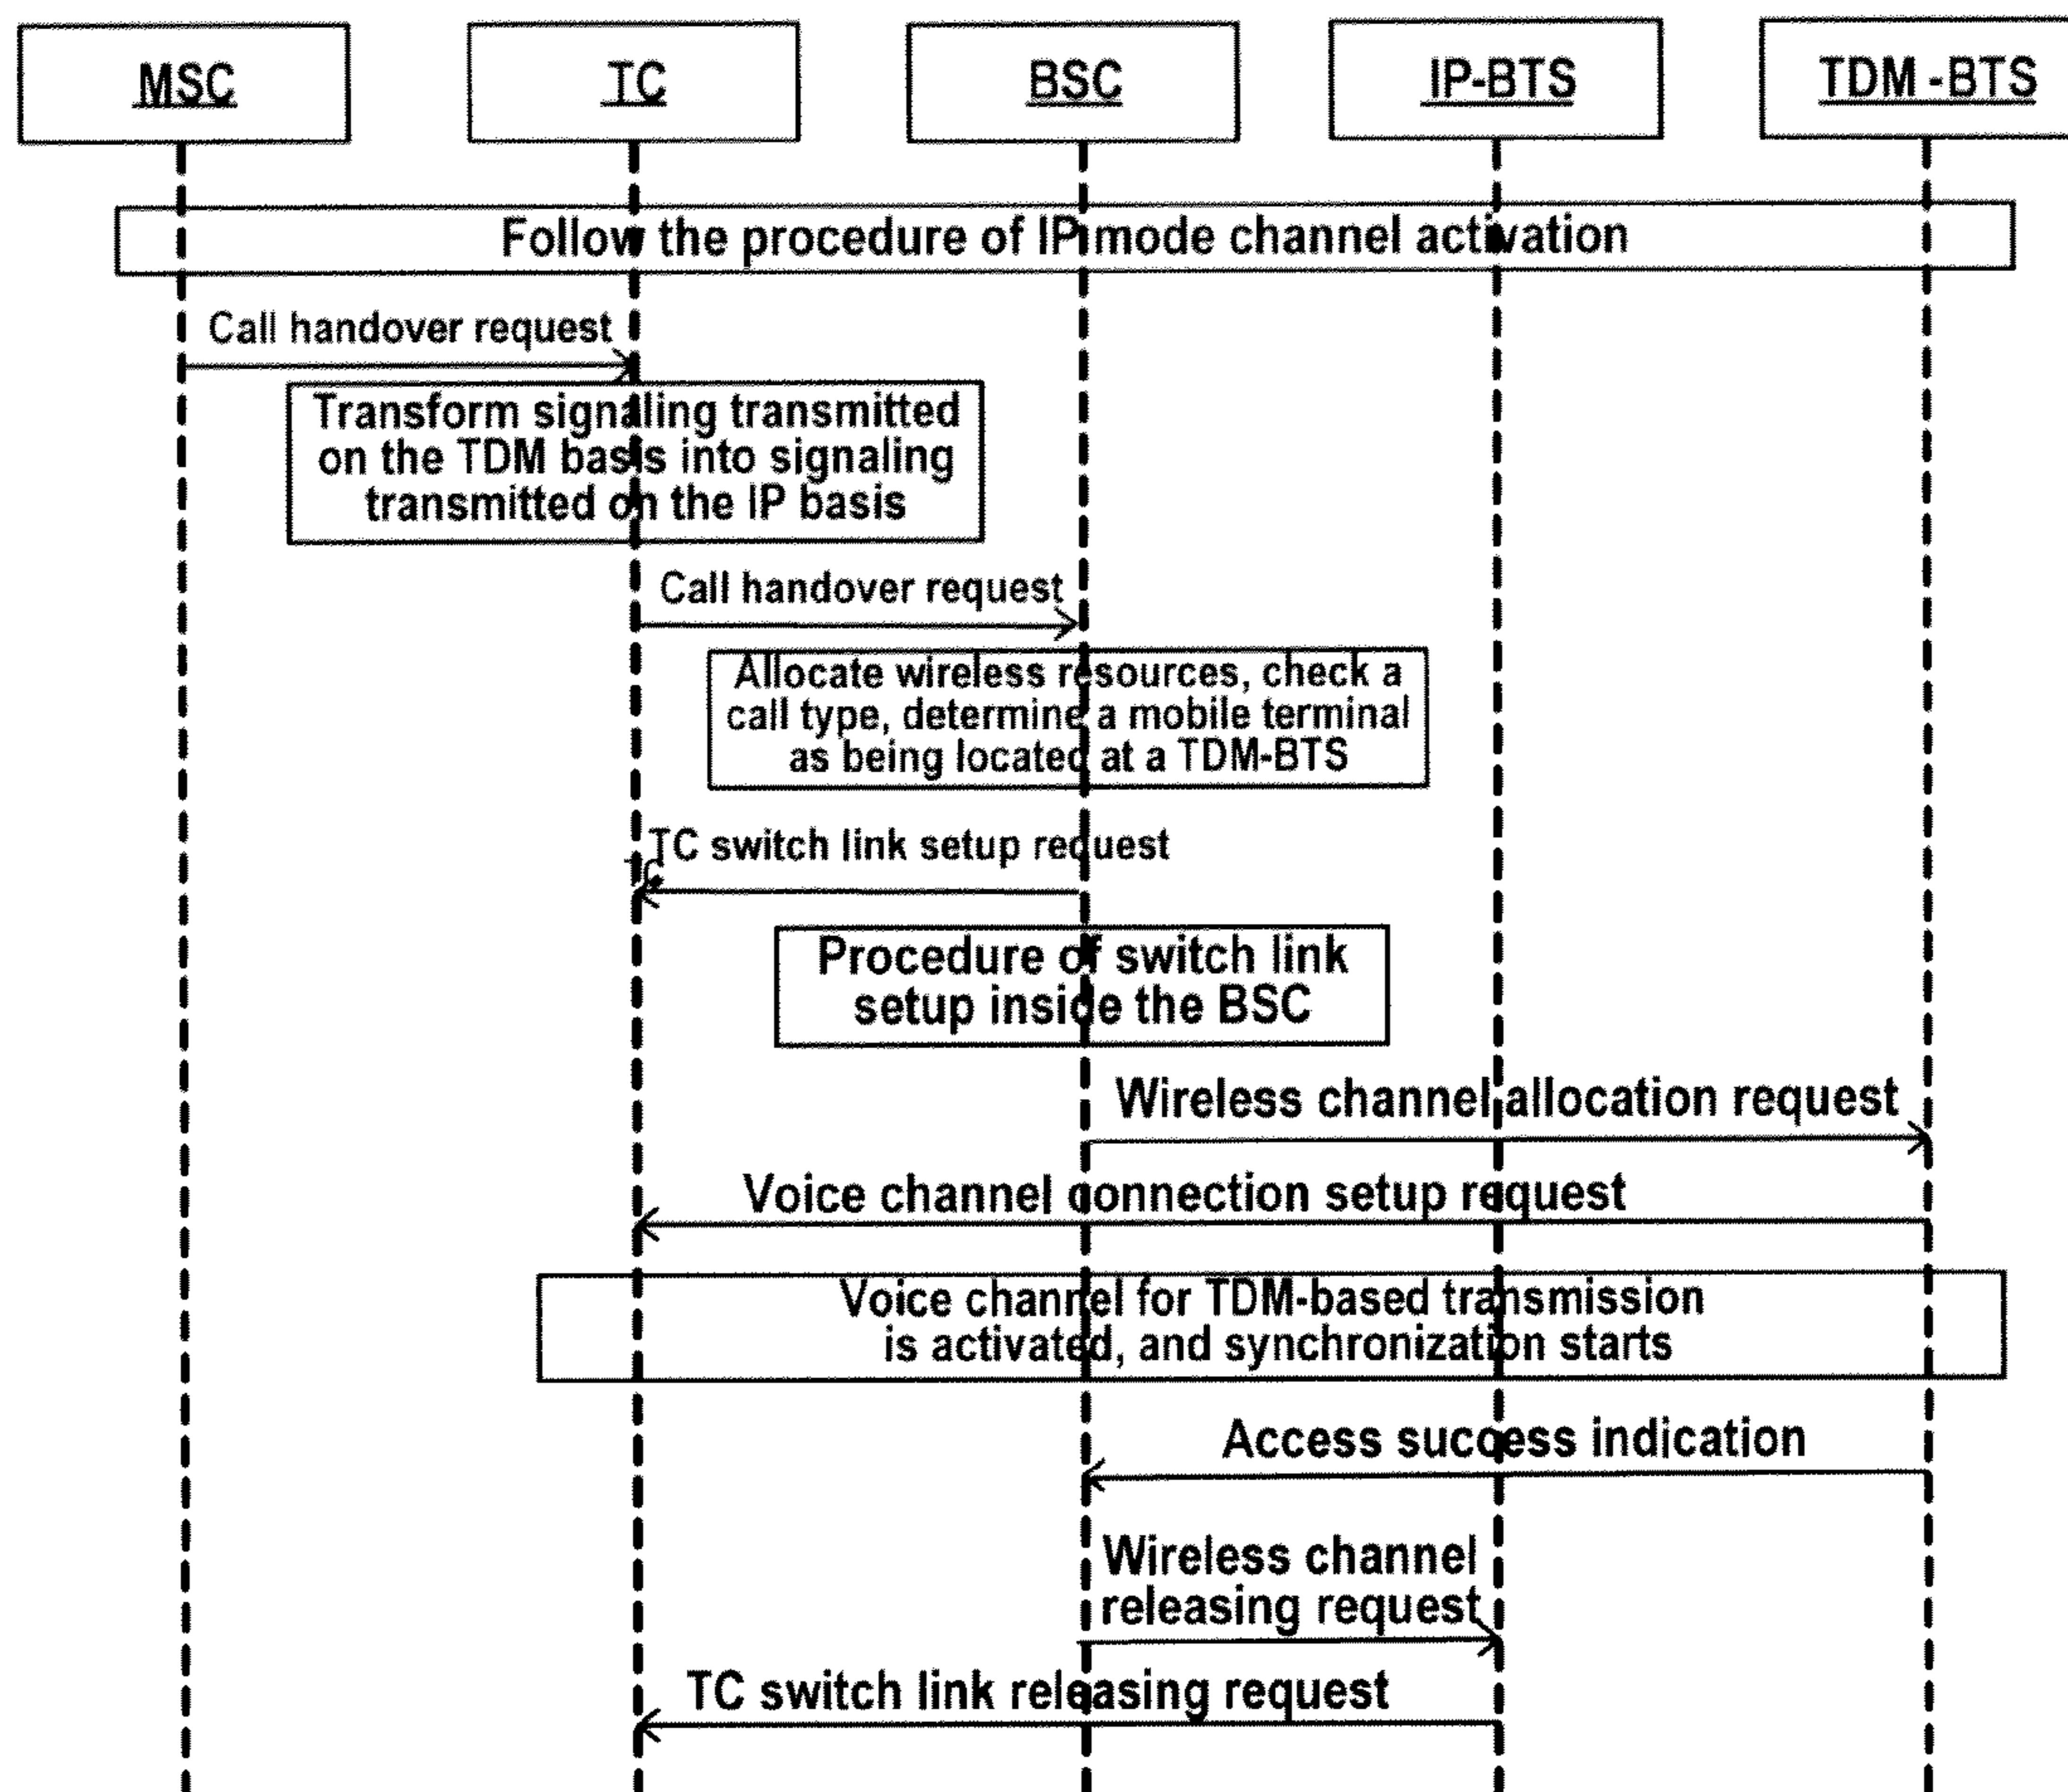 MSC
TC
BSC
IP-BTS
TDM-BTS
Follow the procedure of IP mode channel activation
Call handover request
Transform signaling transmitted
on the TDM basis into signaling
transmitted on the IP basis
Call handover request
Allocate wireless resources, check a
call type, determine a mobile terminal
as being located at a TDM-BTS
TC switch link setup request
Procedure of switch link
setup inside the BSC
Wireless channel allocation request
Voice channel connection setup request
Voice channel for TDM-based transmission
is activated, and synchronization starts
Access success indication
Wireless channel
releasing request
TC switch link releasing request